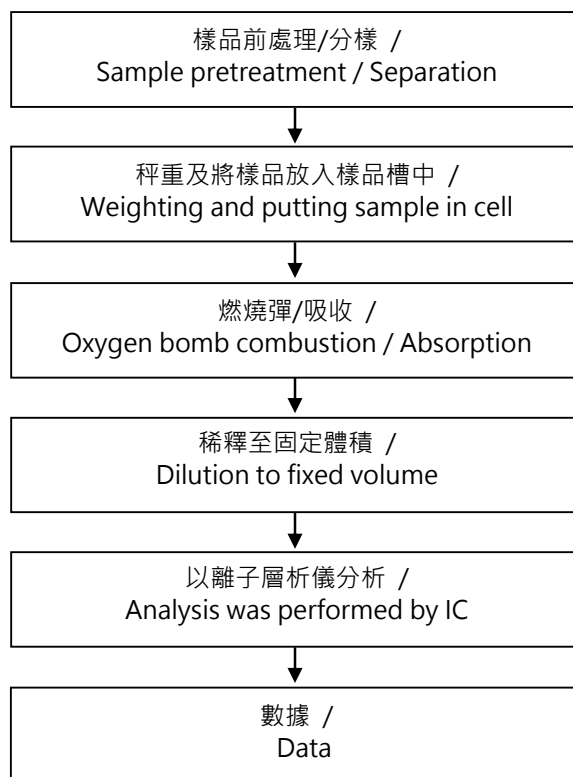 樣品前處理/分樣 /
Sample pretreatment / Separation
秤重及將樣品放入樣品槽中 /
Weighting and putting sample in cell
燃燒彈/吸收 /
Oxygen bomb combustion / Absorption
稀釋至固定體積 /
Dilution to fixed volume
以離子層析儀分析 /
Analysis was performed by IC
數據 /
Data